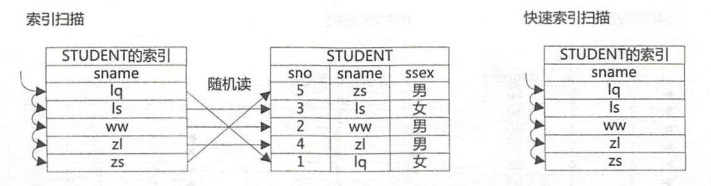 索引扫描
STUDENT的索引
sname
lq
ls
ww
zl
zs
随机读
STUDENT
sno sname ssex
5 zs 男
3 ls 女
2 ww 男
4 zl 男
1 lq 女
快速索引扫描
STUDENT的索引
sname
lq
ls
ww
zl
zs